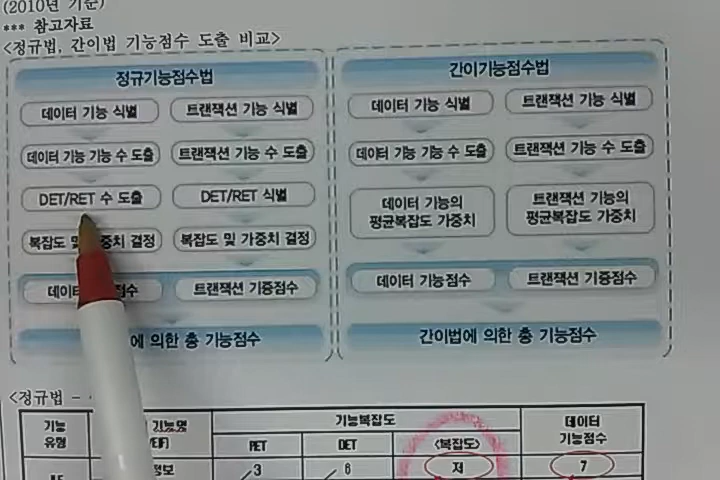 (2010년 기준)
*** 참고자료
<정규법, 간이법 기능점수 도출 비교>
정규기능점수법
데이터 기능 식별 트랜잭션 기능 식별
데이터 기능 기능 수 도출 트랜잭션 기능 수 도출
DET/RET 수 도출 DET/RET 식별
복잡도 및 가중치 결정 복잡도 및 가중치 결정
데이터 점수 트랜잭션 기증점수
에 의한 총 기능점수
간이기능점수법
데이터 기능 식별 트랜잭션 기능 식별
데이터 기능 기능 수 도출 트랜잭션 기능 수 도출
데이터 기능의 평균복잡도 가중치
트랜잭션 기능의 평균복잡도 가중치
데이터 기능점수 트랜잭션 기능점수
간이법에 의한 총 기능점수
<정규법 -
기능 유형 기능명 기능복잡도 데이터 기능점수
RET DET <복잡도>
정보 3 6 저 7